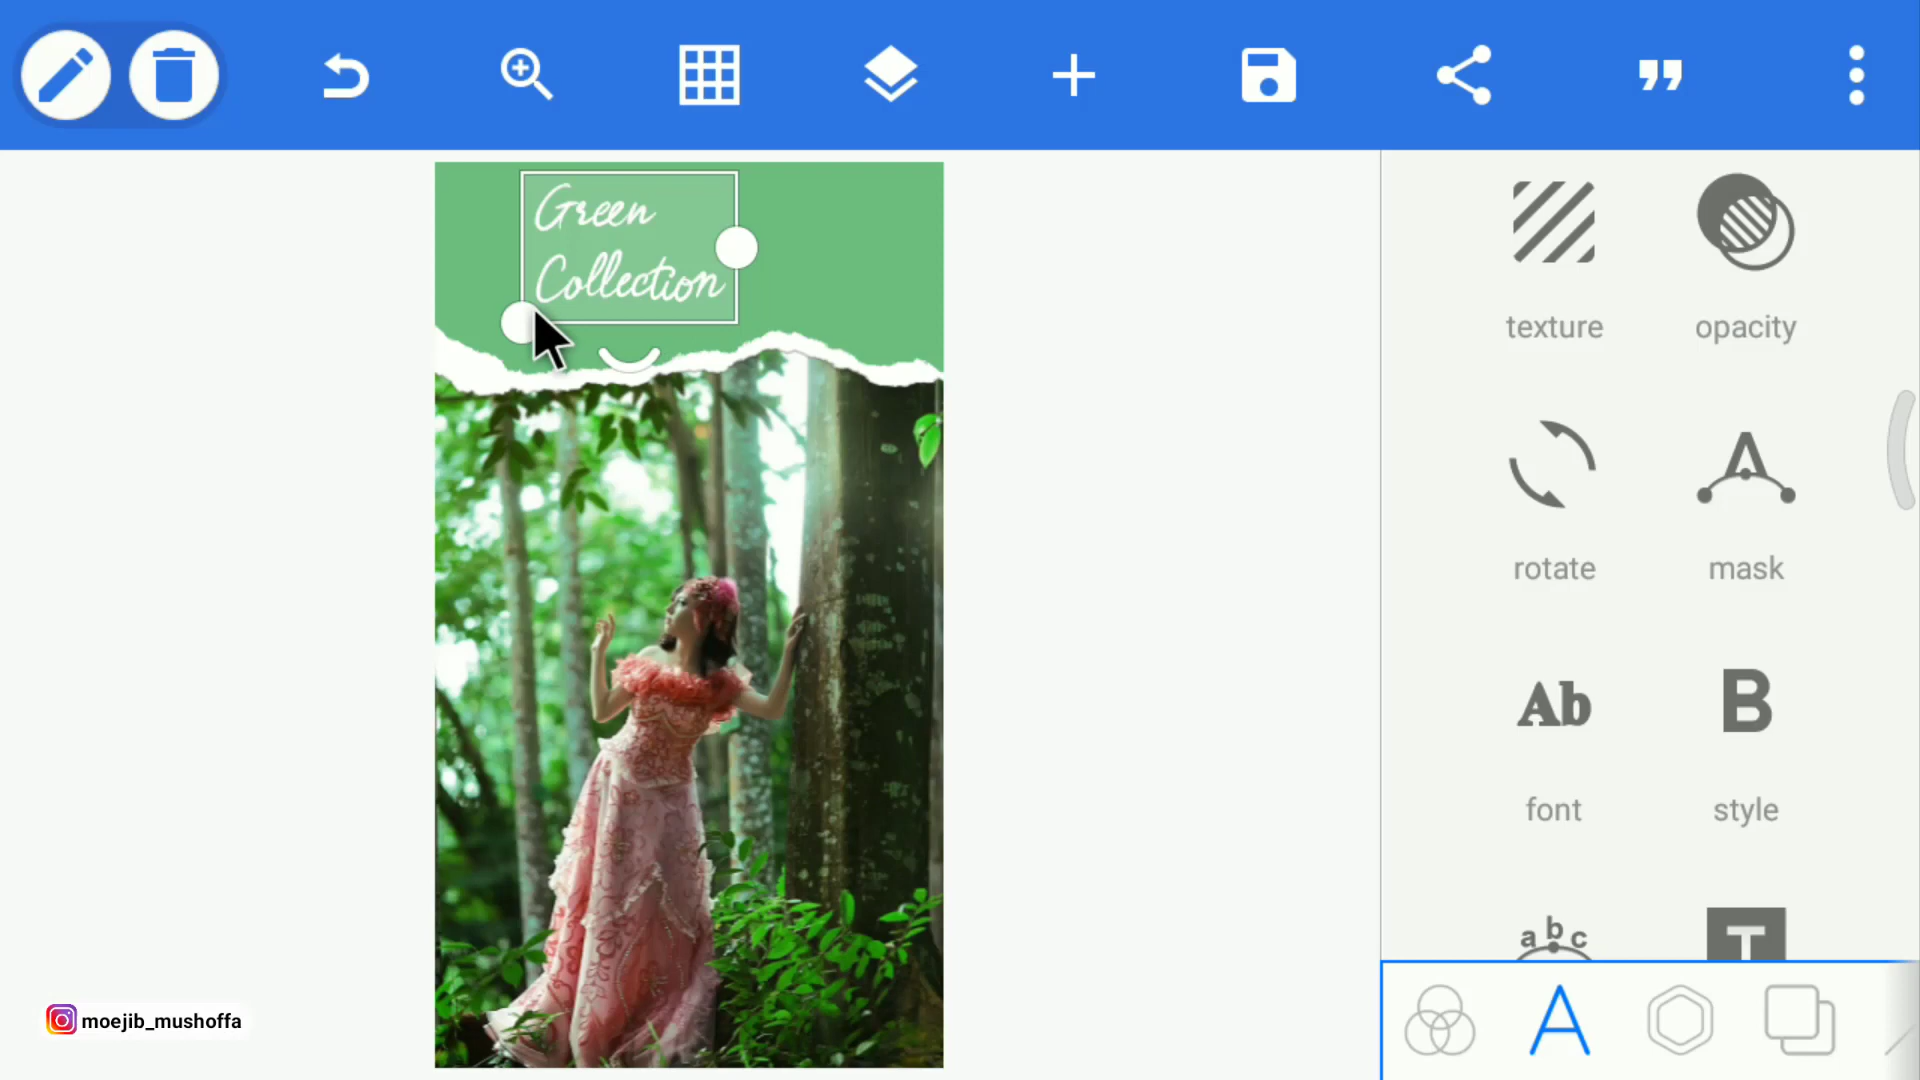 Green
Collection
texture
opacity
rotate
mask
Ab
B
font
style
abc
T
A
moejib_mushoffa